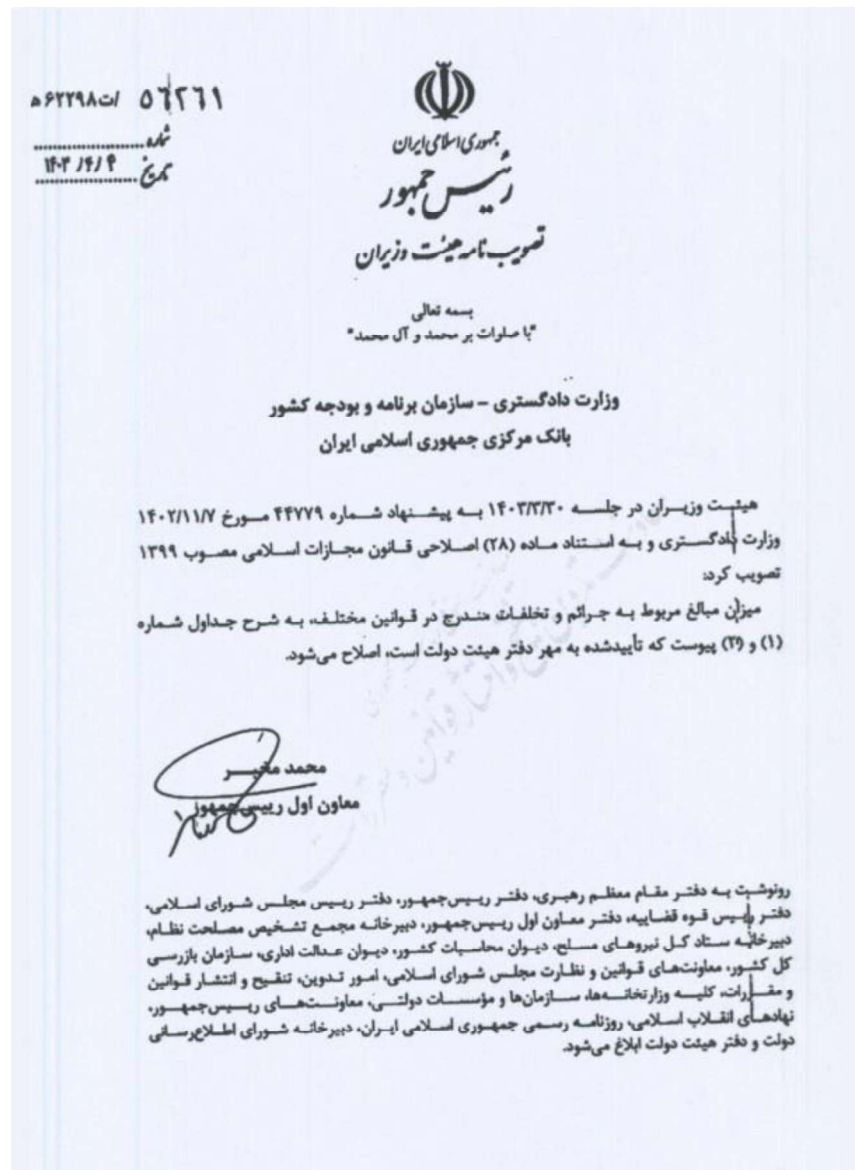 ۵۶۲۶۱ /ت۶۲۲۹۸ ه
شماره
تاریخ ۱۴۰۳/۴/۴
جمهوری اسلامی ایران
رئیس جمهور
تصویب نامه هیئت وزیران
بسمه تعالی
"با صلوات بر محمد و آل محمد"
وزارت دادگستری – سازمان برنامه و بودجه کشور
بانک مرکزی جمهوری اسلامی ایران
هیئت وزیران در جلسه ۱۴۰۳/۳/۳۰ به پیشنهاد شماره ۴۴۷۷۹ مورخ ۱۴۰۲/۱۱/۷
وزارت دادگستری و به استناد ماده (۲۸) اصلاحی قانون مجازات اسلامی مصوب ۱۳۹۹
تصویب کرد:
میزان مبالغ مربوط به جرائم و تخلفات مندرج در قوانین مختلف، به شرح جداول شماره
(۱) و (۲) پیوست که تأییدشده به مهر دفتر هیئت دولت است، اصلاح می‌شود.
محمد مخبر
معاون اول رییس‌جمهور
رونوشت به دفتر مقام معظم رهبری، دفتر رییس‌جمهور، دفتر رییس مجلس شورای اسلامی،
دفتر رییس قوه قضاییه، دفتر معاون اول رییس‌جمهور، دبیرخانه مجمع تشخیص مصلحت نظام،
دبیرخانه ستاد کل نیروهای مسلح، دیوان محاسبات کشور، دیوان عدالت اداری، سازمان بازرسی
کل کشور، معاونت‌های قوانین و نظارت مجلس شورای اسلامی، امور تدوین، تنقیح و انتشار قوانین
و مقررات، کلیه وزارتخانه‌ها، سازمان‌ها و مؤسسات دولتی، معاونت‌های رییس‌جمهور،
نهادهای انقلاب اسلامی، روزنامه رسمی جمهوری اسلامی ایران، دبیرخانه شورای اطلاع‌رسانی
دولت و دفتر هیئت دولت ابلاغ می‌شود.